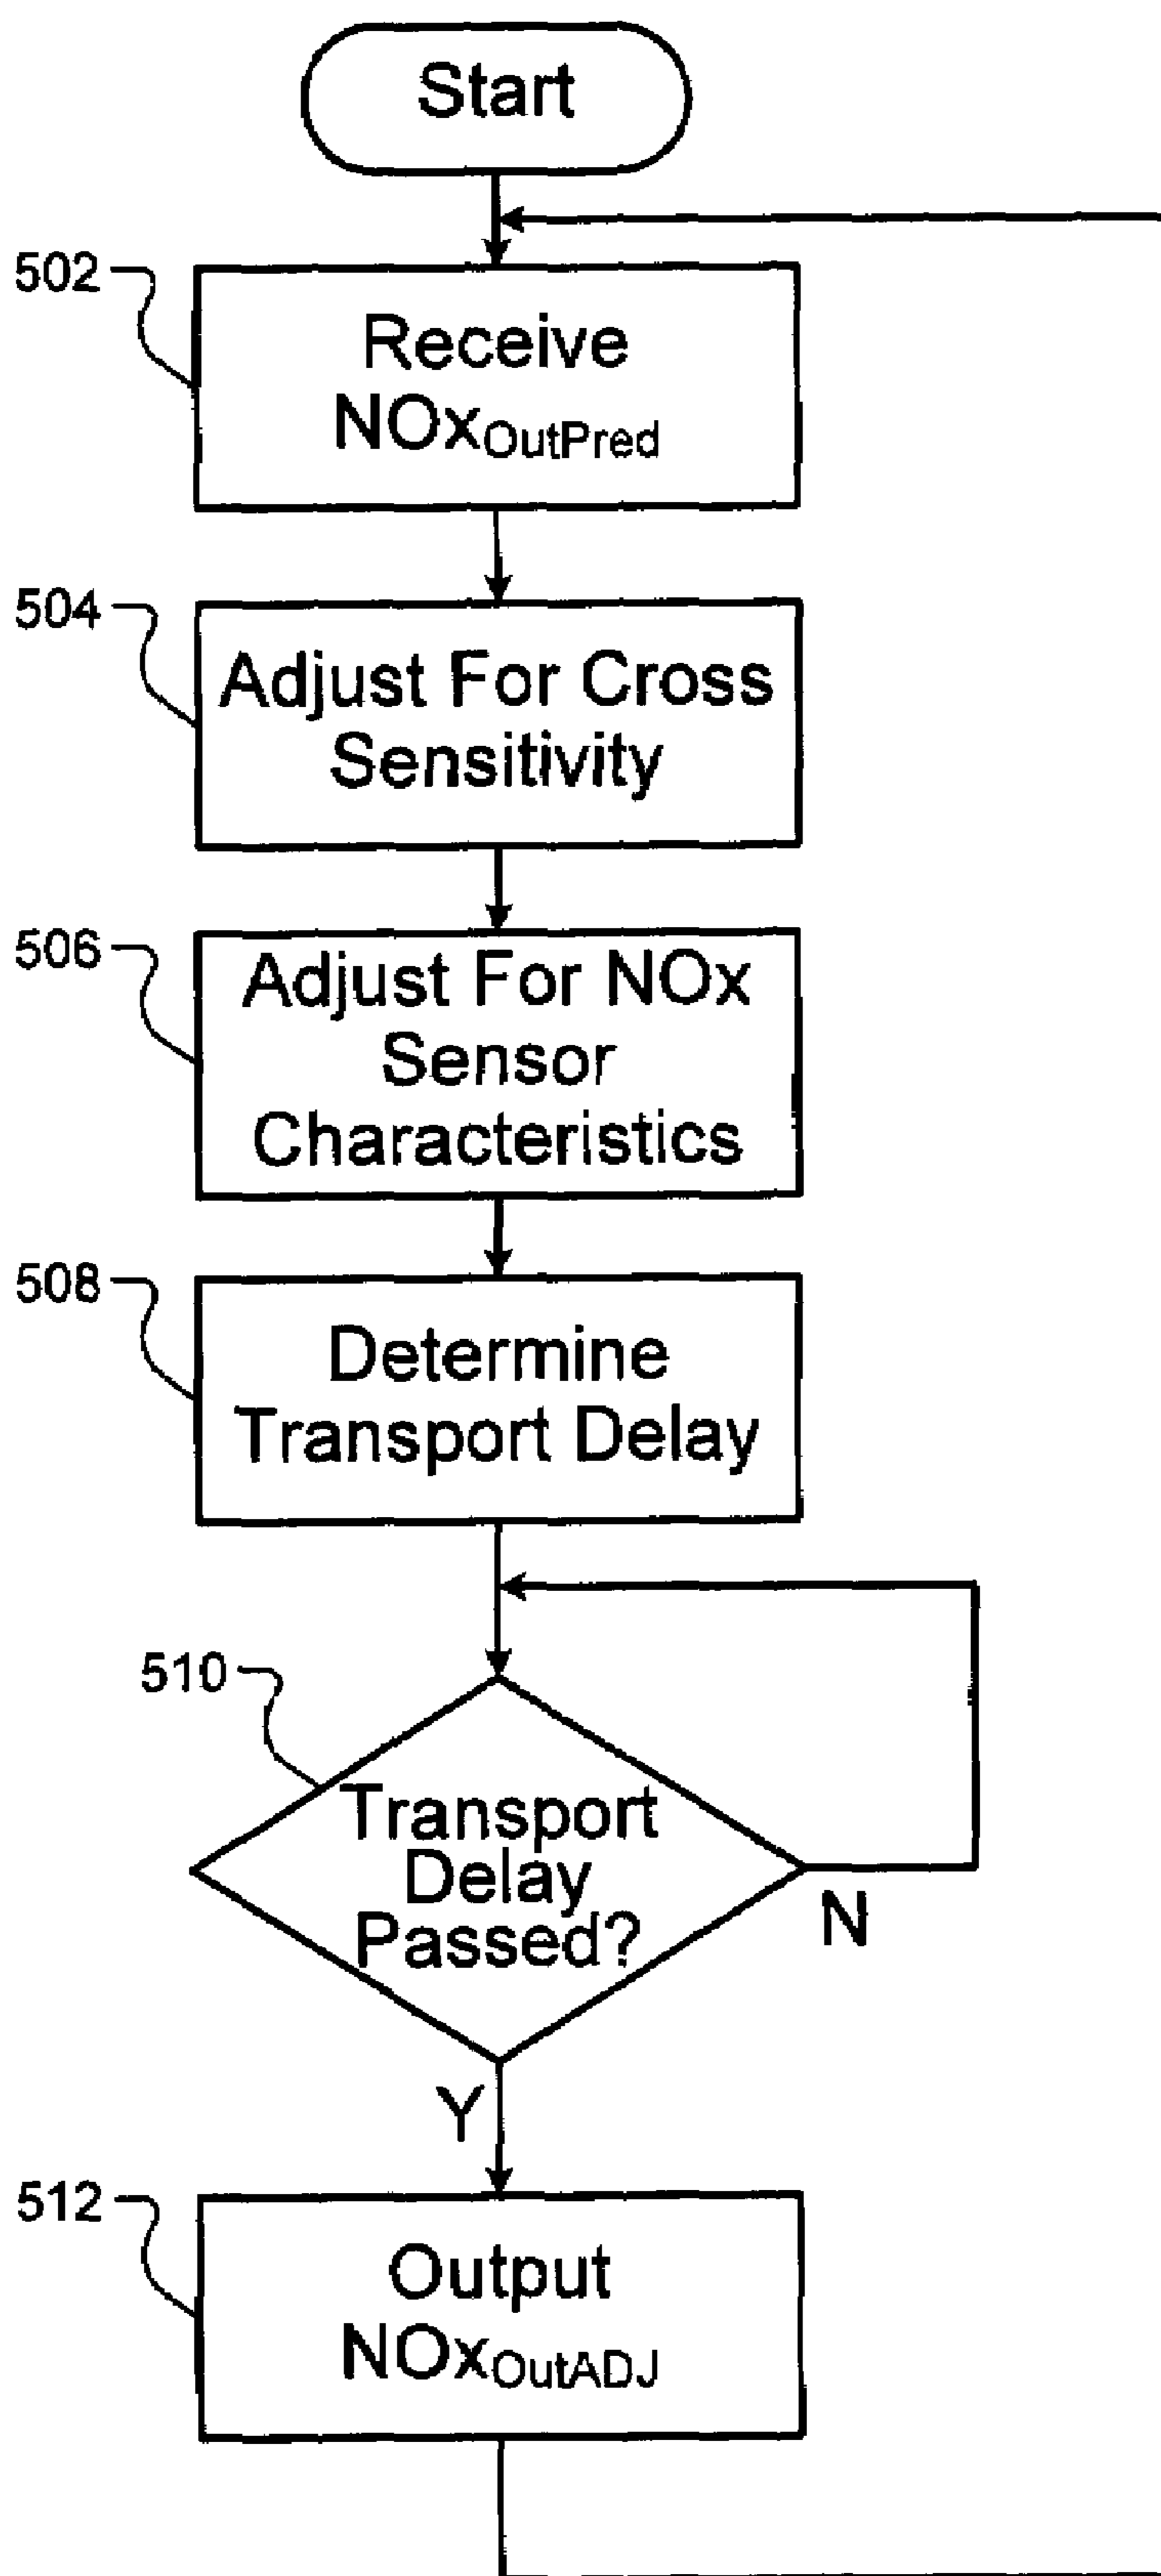 Start
502
Receive
NOxOutPred
504
Adjust For Cross
Sensitivity
506
Adjust For NOx
Sensor
Characteristics
508
Determine
Transport Delay
510
Transport
Delay
Passed?
N
Y
512
Output
NOxOutADJ